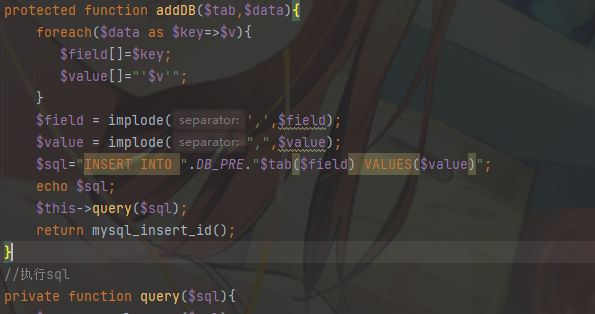 protected function addDB($tab,$data){
foreach($data as $key=>$v){
$field[]=$key;
$value[]="'$v'";
}
$field = implode( separator: ',',$field);
$value = implode( separator: ",",$value);
$sql="INSERT INTO ".DB_PRE."$tab($field) VALUES($value)";
echo $sql;
$this->query($sql);
return mysql_insert_id();
}
//执行sql
private function query($sql){